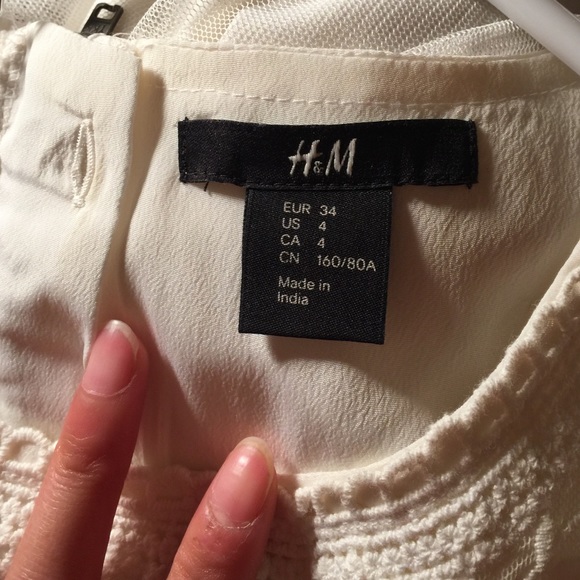 H&M
EUR 34
US 4
CA 4
CN 160/80A
Made in
India